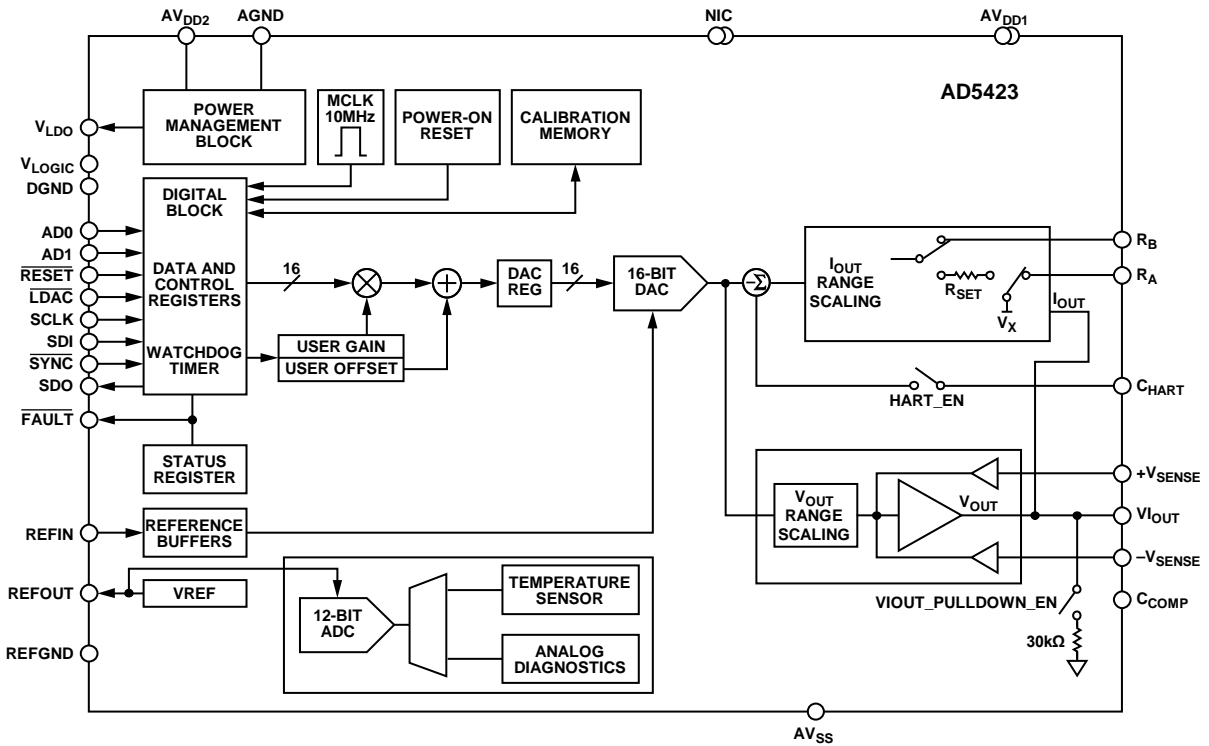 AVDD2
AGND
NIC
AVDD1
AD5423
VLDO
VLOGIC
DGND
AD0
AD1
RESET
LDAC
SCLK
SDI
SYNC
SDO
FAULT
REFIN
REFOUT
REFGND
POWER
MANAGEMENT
BLOCK
MCLK
10MHz
POWER-ON
RESET
CALIBRATION
MEMORY
DIGITAL
BLOCK
DATA AND
CONTROL
REGISTERS
WATCHDOG
TIMER
16
USER GAIN
USER OFFSET
DAC
REG
16
16-BIT
DAC
–Σ
IOUT
RANGE
SCALING
RSET
VX
IOUT
RB
RA
HART_EN
CHART
STATUS
REGISTER
REFERENCE
BUFFERS
VREF
12-BIT
ADC
TEMPERATURE
SENSOR
ANALOG
DIAGNOSTICS
VOUT
RANGE
SCALING
VOUT
+VSENSE
VIOUT
–VSENSE
CCOMP
VIOUT_PULLDOWN_EN
30kΩ
AVSS